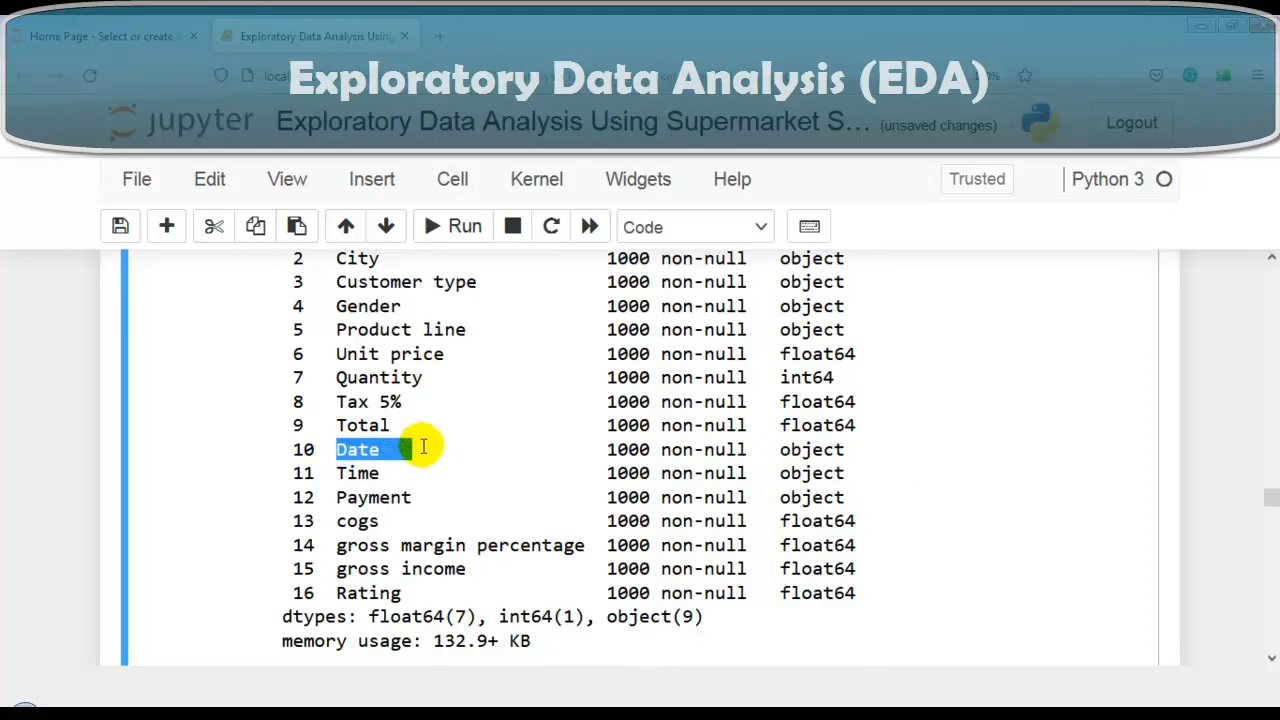 Home Page - Select or create
Exploratory Data Analysis Using
Exploratory Data Analysis (EDA)
jupyter Exploratory Data Analysis Using Supermarket S... (unsaved changes) Logout
File Edit View Insert Cell Kernel Widgets Help Trusted Python 3
Run Code
2 City 1000 non-null object
3 Customer type 1000 non-null object
4 Gender 1000 non-null object
5 Product line 1000 non-null object
6 Unit price 1000 non-null float64
7 Quantity 1000 non-null int64
8 Tax 5% 1000 non-null float64
9 Total 1000 non-null float64
10 Date 1000 non-null object
11 Time 1000 non-null object
12 Payment 1000 non-null object
13 cogs 1000 non-null float64
14 gross margin percentage 1000 non-null float64
15 gross income 1000 non-null float64
16 Rating 1000 non-null float64
dtypes: float64(7), int64(1), object(9)
memory usage: 132.9+ KB